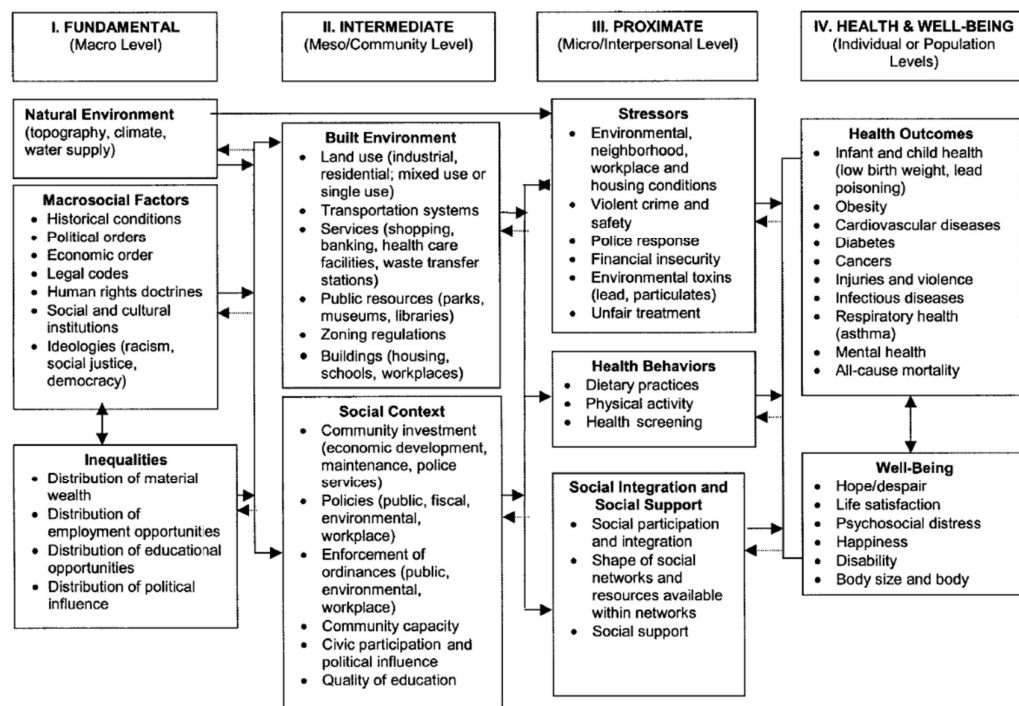 I. FUNDAMENTAL
(Macro Level)
II. INTERMEDIATE
(Meso/Community Level)
III. PROXIMATE
(Micro/Interpersonal Level)
IV. HEALTH & WELL-BEING
(Individual or Population
Levels)
Natural Environment
(topography, climate,
water supply)
Macrosocial Factors
• Historical conditions
• Political orders
• Economic order
• Legal codes
• Human rights doctrines
• Social and cultural
institutions
• Ideologies (racism,
social justice,
democracy)
Inequalities
• Distribution of material
wealth
• Distribution of
employment opportunities
• Distribution of educational
opportunities
• Distribution of political
influence
Built Environment
• Land use (industrial,
residential; mixed use or
single use)
• Transportation systems
• Services (shopping,
banking, health care
facilities, waste transfer
stations)
• Public resources (parks,
museums, libraries)
• Zoning regulations
• Buildings (housing,
schools, workplaces)
Social Context
• Community investment
(economic development,
maintenance, police
services)
• Policies (public, fiscal,
environmental,
workplace)
• Enforcement of
ordinances (public,
environmental,
workplace)
• Community capacity
• Civic participation and
political influence
• Quality of education
Stressors
• Environmental,
neighborhood,
workplace and
housing conditions
• Violent crime and
safety
• Police response
• Financial insecurity
• Environmental toxins
(lead, particulates)
• Unfair treatment
Health Behaviors
• Dietary practices
• Physical activity
• Health screening
Social Integration and
Social Support
• Social participation
and integration
• Shape of social
networks and
resources available
within networks
• Social support
Health Outcomes
• Infant and child health
(low birth weight, lead
poisoning)
• Obesity
• Cardiovascular diseases
• Diabetes
• Cancers
• Injuries and violence
• Infectious diseases
• Respiratory health
(asthma)
• Mental health
• All-cause mortality
Well-Being
• Hope/despair
• Life satisfaction
• Psychosocial distress
• Happiness
• Disability
• Body size and body